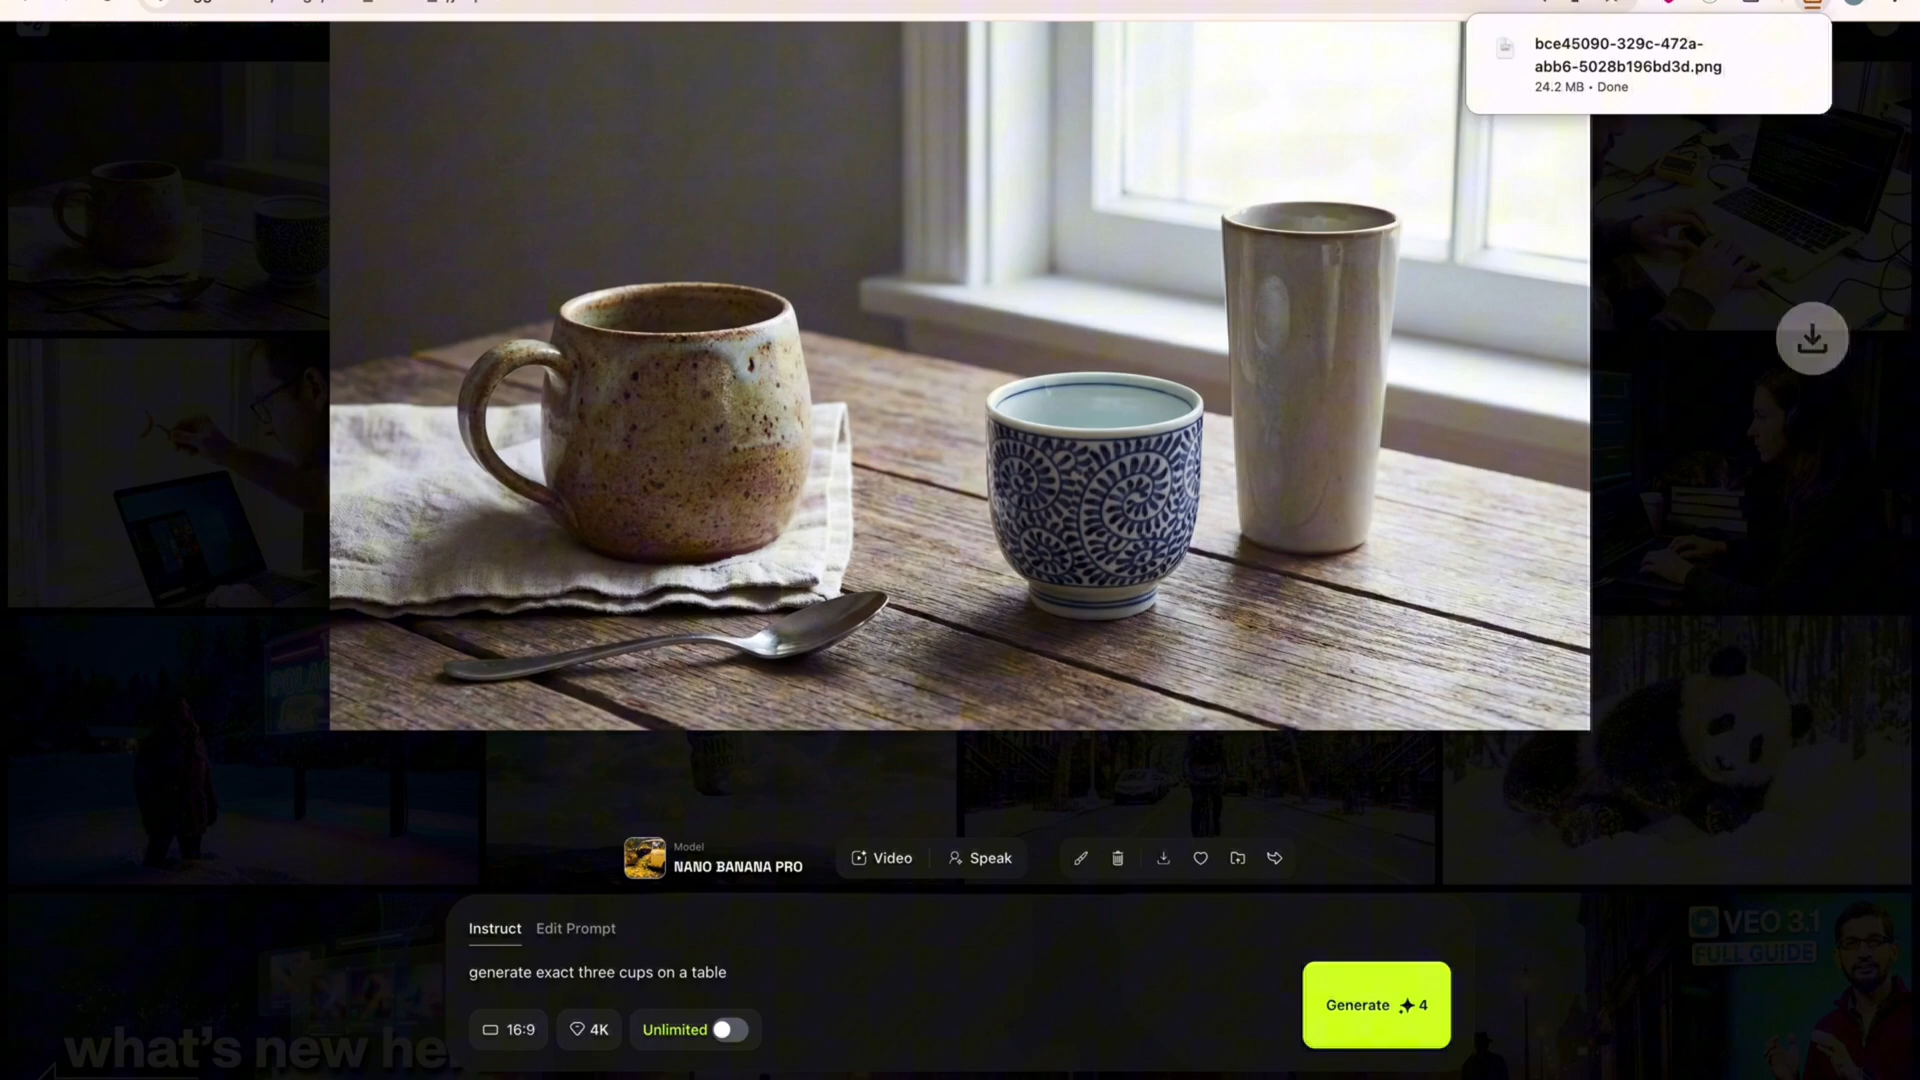 bce45090-329c-472a-
abb6-5028b196bd3d.png
24.2 MB • Done
Model
NANO BANANA PRO
Video
Speak
Instruct
Edit Prompt
generate exact three cups on a table
16:9
4K
Unlimited
Generate 4
VEO 3.1
FULL GUIDE
what's new he